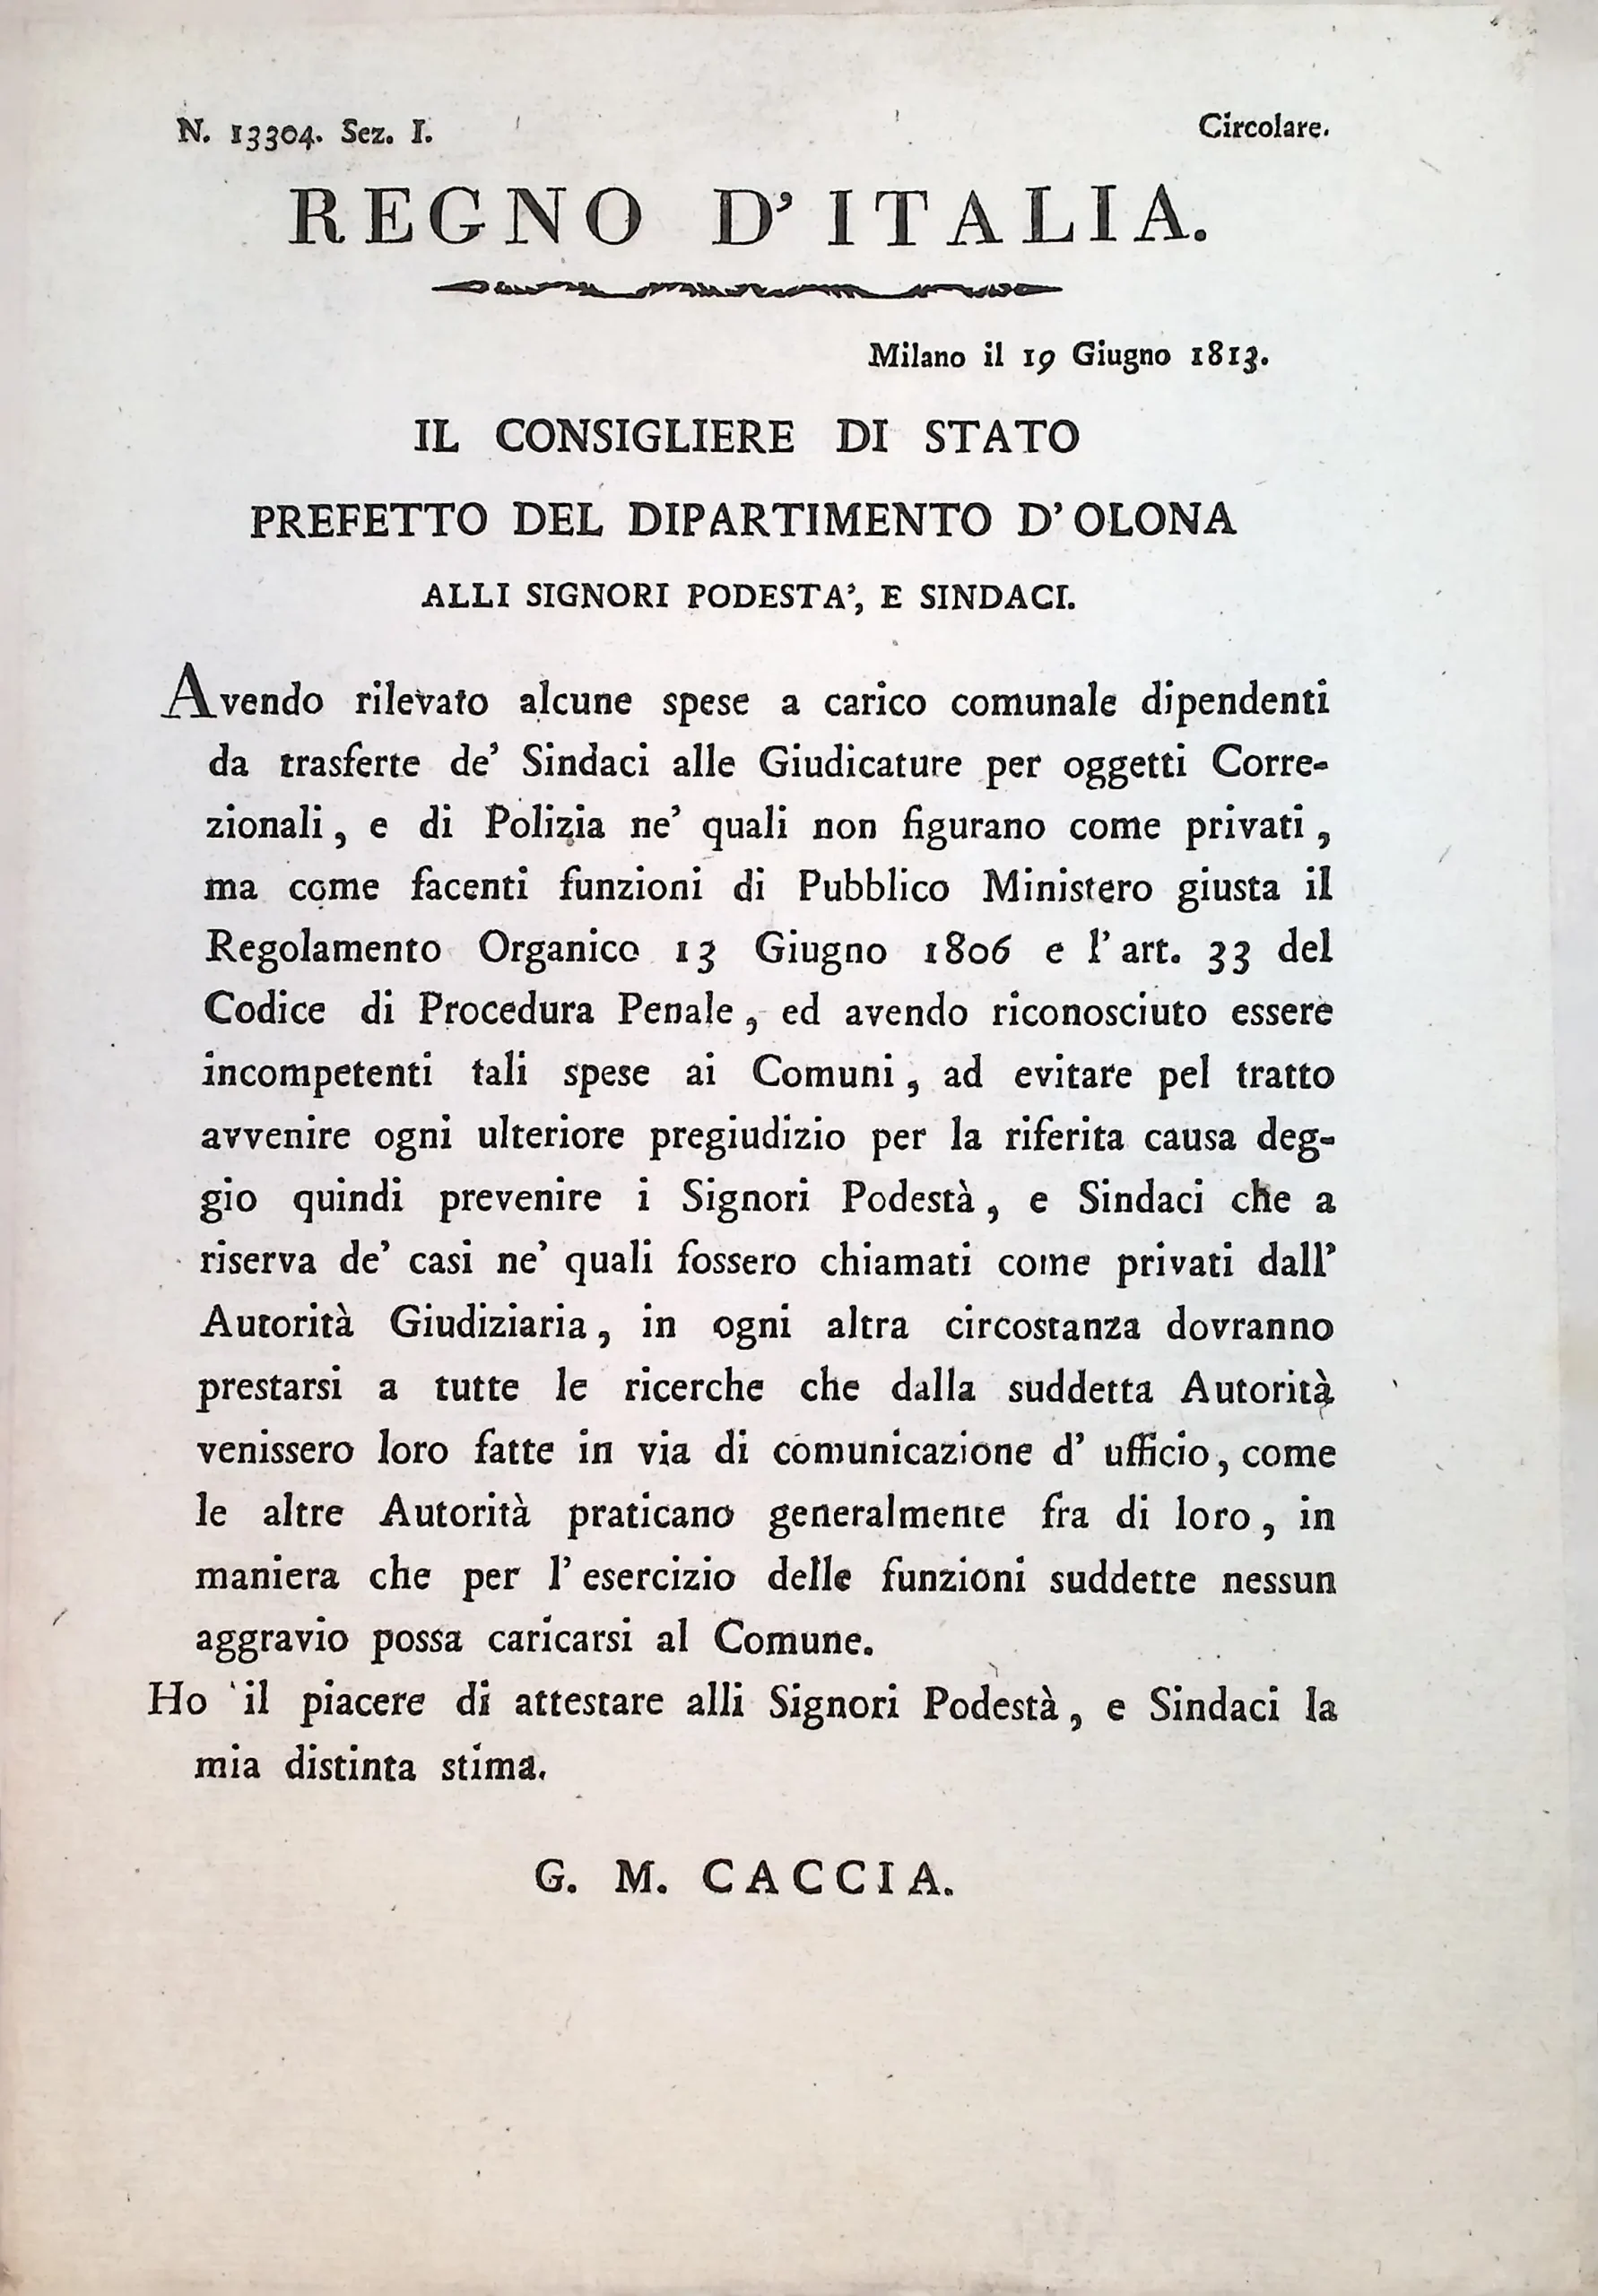 N. 13304. Sez. I.
Circolare.
REGNO D'ITALIA.
Milano il 19 Giugno 1813.
IL CONSIGLIERE DI STATO
PREFETTO DEL DIPARTIMENTO D'OLONA
ALLI SIGNORI PODESTA', E SINDACI.
Avendo rilevato alcune spese a carico comunale dipendenti
da trasferte de' Sindaci alle Giudicature per oggetti Corre-
zionali, e di Polizia ne' quali non figurano come privati,
ma come facenti funzioni di Pubblico Ministero giusta il
Regolamento Organico 13 Giugno 1806 e l'art. 33 del
Codice di Procedura Penale, ed avendo riconosciuto essere
incompetenti tali spese ai Comuni, ad evitare pel tratto
avvenire ogni ulteriore pregiudizio per la riferita causa deg-
gio quindi prevenire i Signori Podestà, e Sindaci che a
riserva de' casi ne' quali fossero chiamati come privati dall'
Autorità Giudiziaria, in ogni altra circostanza dovranno
prestarsi a tutte le ricerche che dalla suddetta Autorità
venissero loro fatte in via di comunicazione d' ufficio, come
le altre Autorità praticano generalmente fra di loro, in
maniera che per l'esercizio delle funzioni suddette nessun
aggravio possa caricarsi al Comune.
Ho il piacere di attestare alli Signori Podestà, e Sindaci la
mia distinta stima.
G. M. CACCIA.